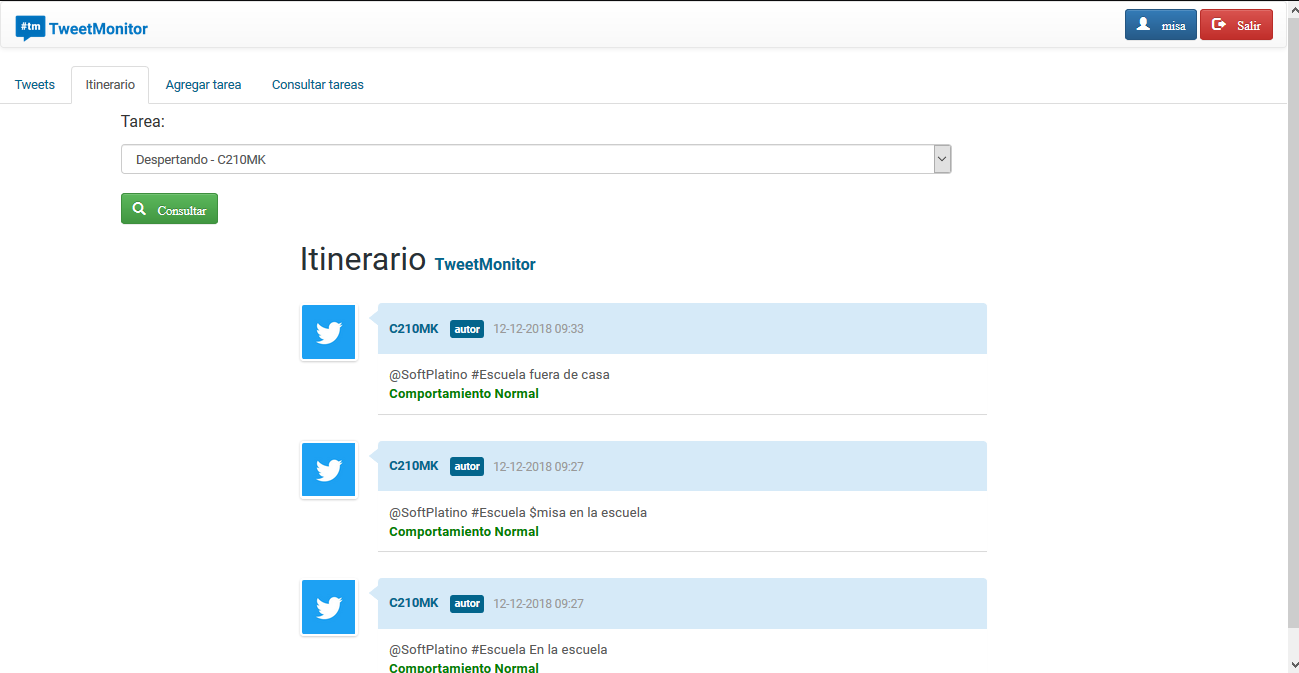 #tm TweetMonitor misa Salir
Tweets Itinerario Agregar tarea Consultar tareas
Tarea:
Despertando - C210MK
Consultar
Itinerario TweetMonitor
C210MK autor 12-12-2018 09:33
@SoftPlatino #Escuela fuera de casa
Comportamiento Normal
C210MK autor 12-12-2018 09:27
@SoftPlatino #Escuela $misa en la escuela
Comportamiento Normal
C210MK autor 12-12-2018 09:27
@SoftPlatino #Escuela En la escuela
Comportamiento Normal